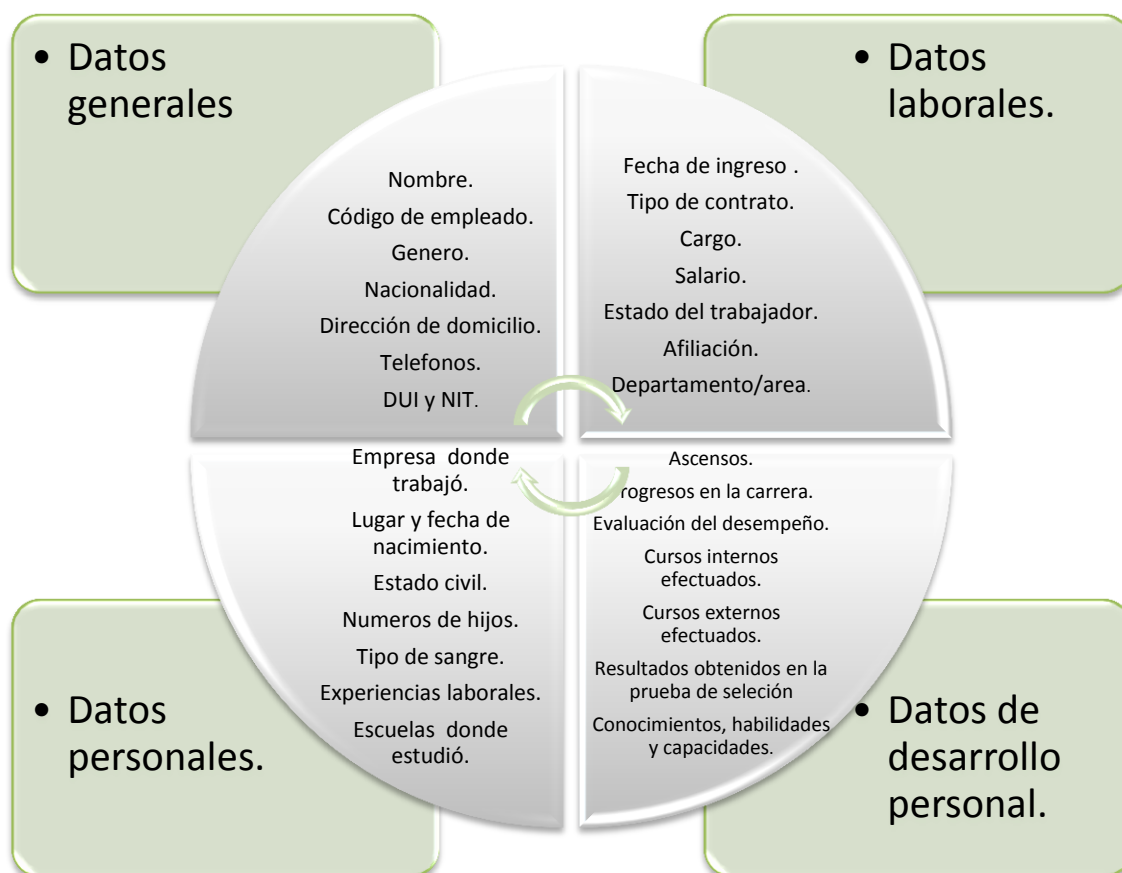 • Datos
generales
Nombre.
Código de empleado.
Genero.
Nacionalidad.
Dirección de domicilio.
Telefonos.
DUI y NIT.
• Datos
laborales.
Fecha de ingreso .
Tipo de contrato.
Cargo.
Salario.
Estado del trabajador.
Afiliación.
Departamento/area.
Empresa donde
trabajó.
Lugar y fecha de
nacimiento.
Estado civil.
Numeros de hijos.
Tipo de sangre.
Experiencias laborales.
Escuelas donde
estudió.
• Datos
personales.
Ascensos.
rogresos en la carrera.
Evaluación del desempeño.
Cursos internos
efectuados.
Cursos externos
efectuados.
Resultados obtenidos en la
prueba de seleción
Conocimientos, habilidades
y capacidades.
• Datos de
desarrollo
personal.